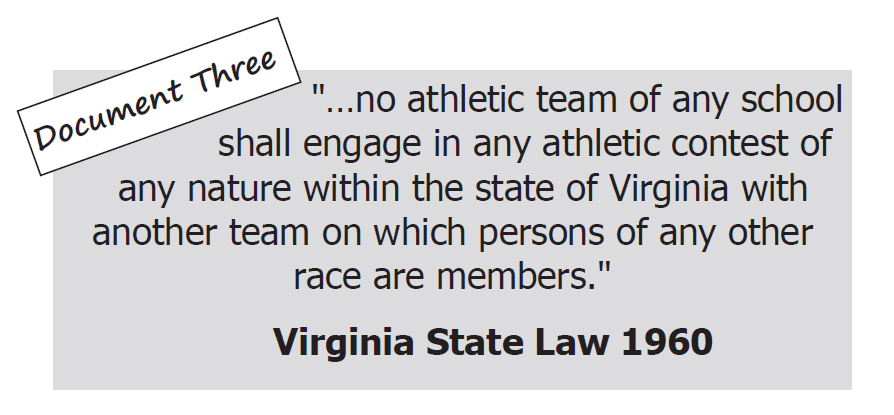 Document Three
"...no athletic team of any school
shall engage in any athletic contest of
any nature within the state of Virginia with
another team on which persons of any other
race are members."
Virginia State Law 1960